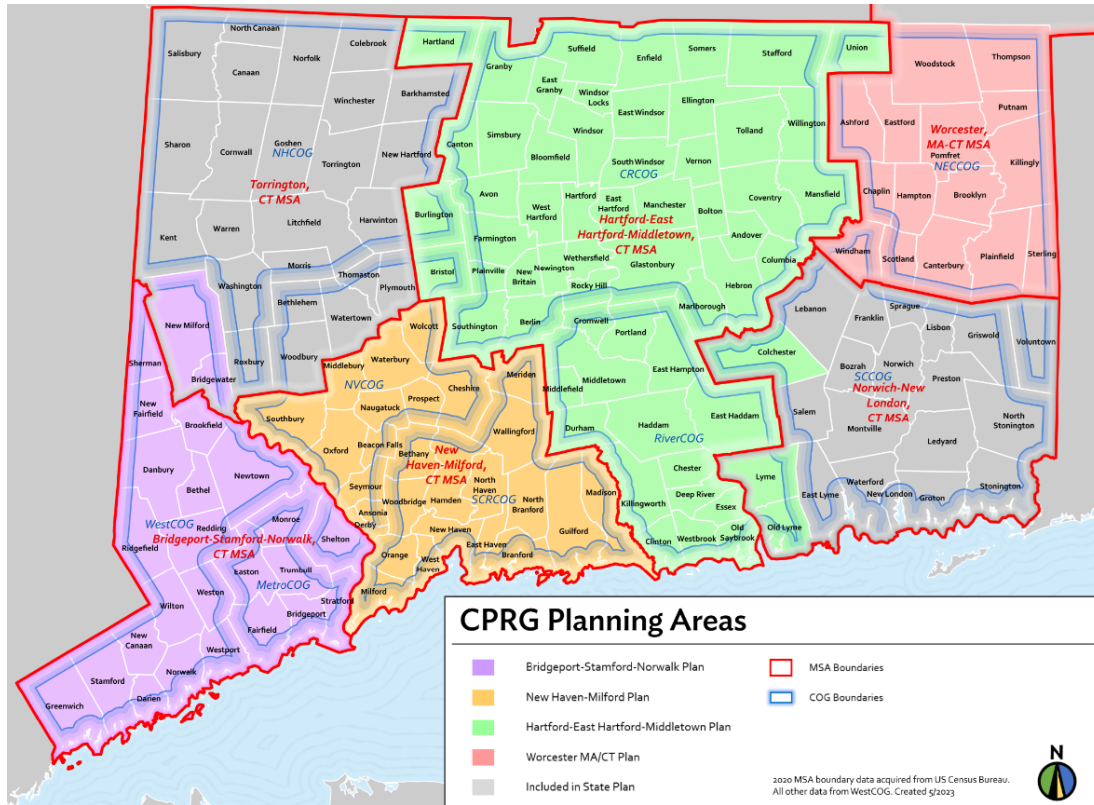 North Canaan
Colebrook
Salisbury
Norfolk
Canaan
Hartland
Suffield
Enfield
Somers
Stafford
Union
Woodstock
Thompson
Granby
East
Granby
Windsor
Locks
Barkhamsted
Winchester
East Windsor
Ellington
Putnam
Windsor
Tolland
Willington
Ashford
Eastford
Worcester,
MA-CT MSA
Sharon
Cornwall
Goshen
NHCOG
Torrington
New Hartford
Canton
Simsbury
Bloomfield
South Windsor
CRCOG
Vernon
Pomfret
NECCOG
Killingly
Torrington,
CT MSA
Avon
West
Hartford
Hartford
East
Hartford
Manchester
Bolton
Coventry
Mansfield
Chaplin
Hampton
Brooklyn
Kent
Warren
Litchfield
Harwinton
Burlington
Farmington
Hartford-East
Hartford-Middletown,
CT MSA
Andover
Windham
Scotland
Canterbury
Plainfield
Sterling
Morris
Thomaston
Plymouth
Bristol
Plainville
New
Britain
Newington
Wethersfield
Glastonbury
Rocky Hill
Hebron
Columbia
Washington
Bethlehem
Watertown
Marlborough
Lebanon
Franklin
Sprague
Lisbon
Griswold
Voluntown
New Milford
Southington
Berlin
Cromwell
Portland
Wolcott
Roxbury
Woodbury
Middlebury
Waterbury
Sherman
Bridgewater
NVCOG
Cheshire
Meriden
Middlefield
Middletown
East Hampton
Colchester
Bozrah
Norwich
SCCOG
Preston
Norwich-New
London,
CT MSA
New
Fairfield
Brookfield
Southbury
Naugatuck
Prospect
Wallingford
Durham
Haddam
East Haddam
RiverCOG
Salem
Montville
Ledyard
North
Stonington
Danbury
Newtown
Bethel
Oxford
Beacon Falls
Bethany
New
Haven-Milford,
CT MSA
Chester
Lyme
Waterford
New London
Groton
Stonington
East Lyme
WestCOG
Redding
Bridgeport-Stamford-Norwalk,
CT MSA
Monroe
Shelton
Seymour
Ansonia
Derby
Woodbridge
Hamden
North
Haven
SCRCOG
North
Branford
Madison
Killingworth
Deep River
Essex
Ridgefield
Easton
Trumbull
MetroCOG
Orange
New Haven
West
Haven
East Haven
Branford
Guilford
Clinton
Westbrook
Old
Saybrook
Old Lyme
Wilton
Weston
Stratford
Bridgeport
Fairfield
Milford
New
Canaan
Westport
Norwalk
Stamford
Darien
Greenwich
CPRG Planning Areas
Bridgeport-Stamford-Norwalk Plan
New Haven-Milford Plan
Hartford-East Hartford-Middletown Plan
Worcester MA/CT Plan
Included in State Plan
MSA Boundaries
COG Boundaries
2020 MSA boundary data acquired from US Census Bureau.
All other data from WestCOG. Created 5/2023
N